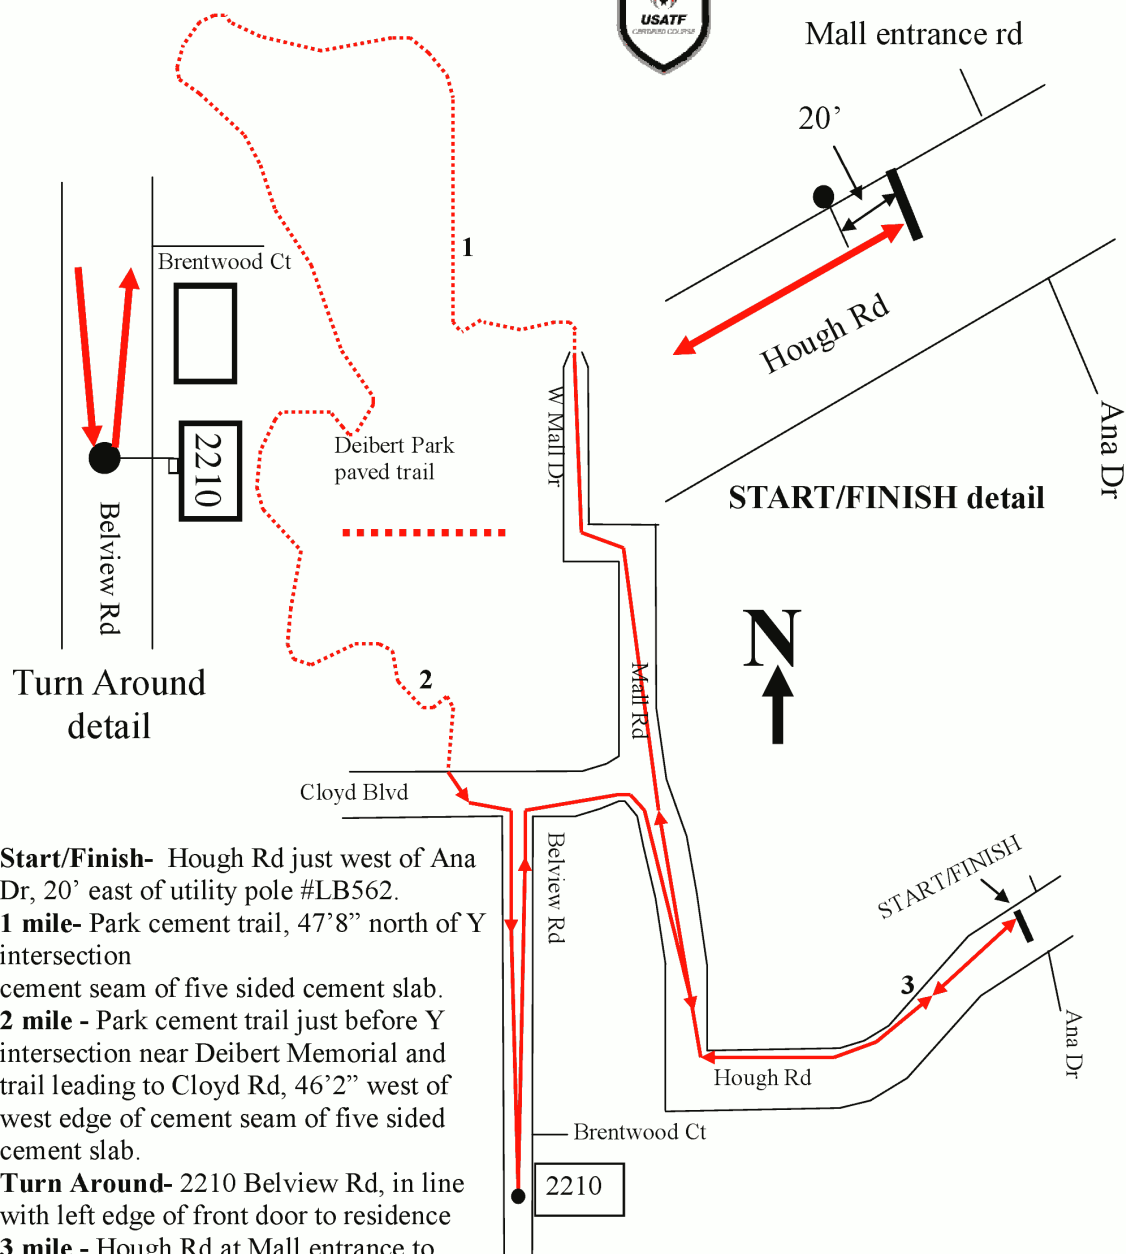 USATF
CERTIFIED COURSE
Mall entrance rd
20’
1
Brentwood Ct
Hough Rd
W Mall Dr
Ana Dr
2210
Deibert Park
paved trail
START/FINISH detail
Belview Rd
N
Mall Rd
2
Turn Around
detail
Cloyd Blvd
Belview Rd
START/FINISH
3
Ana Dr
Hough Rd
Brentwood Ct
2210
Start/Finish- Hough Rd just west of Ana
Dr, 20’ east of utility pole #LB562.
1 mile- Park cement trail, 47’8” north of Y
intersection
cement seam of five sided cement slab.
2 mile - Park cement trail just before Y
intersection near Deibert Memorial and
trail leading to Cloyd Rd, 46’2” west of
west edge of cement seam of five sided
cement slab.
Turn Around- 2210 Belview Rd, in line
with left edge of front door to residence
3 mile - Hough Rd at Mall entrance to